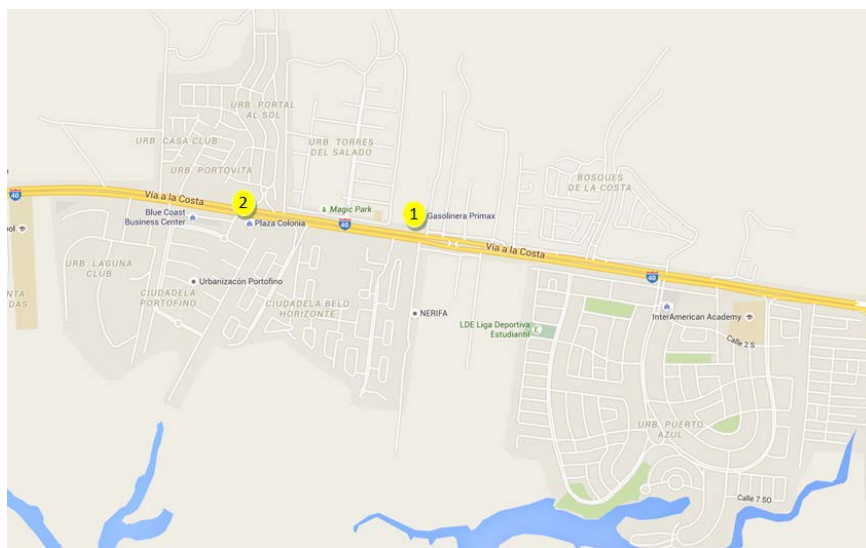 URB. PORTAL
AL SOL
URB. CASA CLUB
URB. TORRES
DEL SALADO
URB. PORTOVITA
BOSQUES
DE LA COSTA
40
Vía a la Costa
2
Magic Park
1
Gasolinera Primax
Blue Coast
Business Center
Plaza Colonia
40
Vía a la Costa
URB. LAGUNA
CLUB
Urbanizacón Portofino
40
CIUDADELA
PORTOFINO
CIUDADELA BELO
HORIZONTE
NERIFA
InterAmerican Academy
LDE Liga Deportiva
Estudiantil
Calle 2 S
URB. PUERTO
AZUL
Calle 7 SO